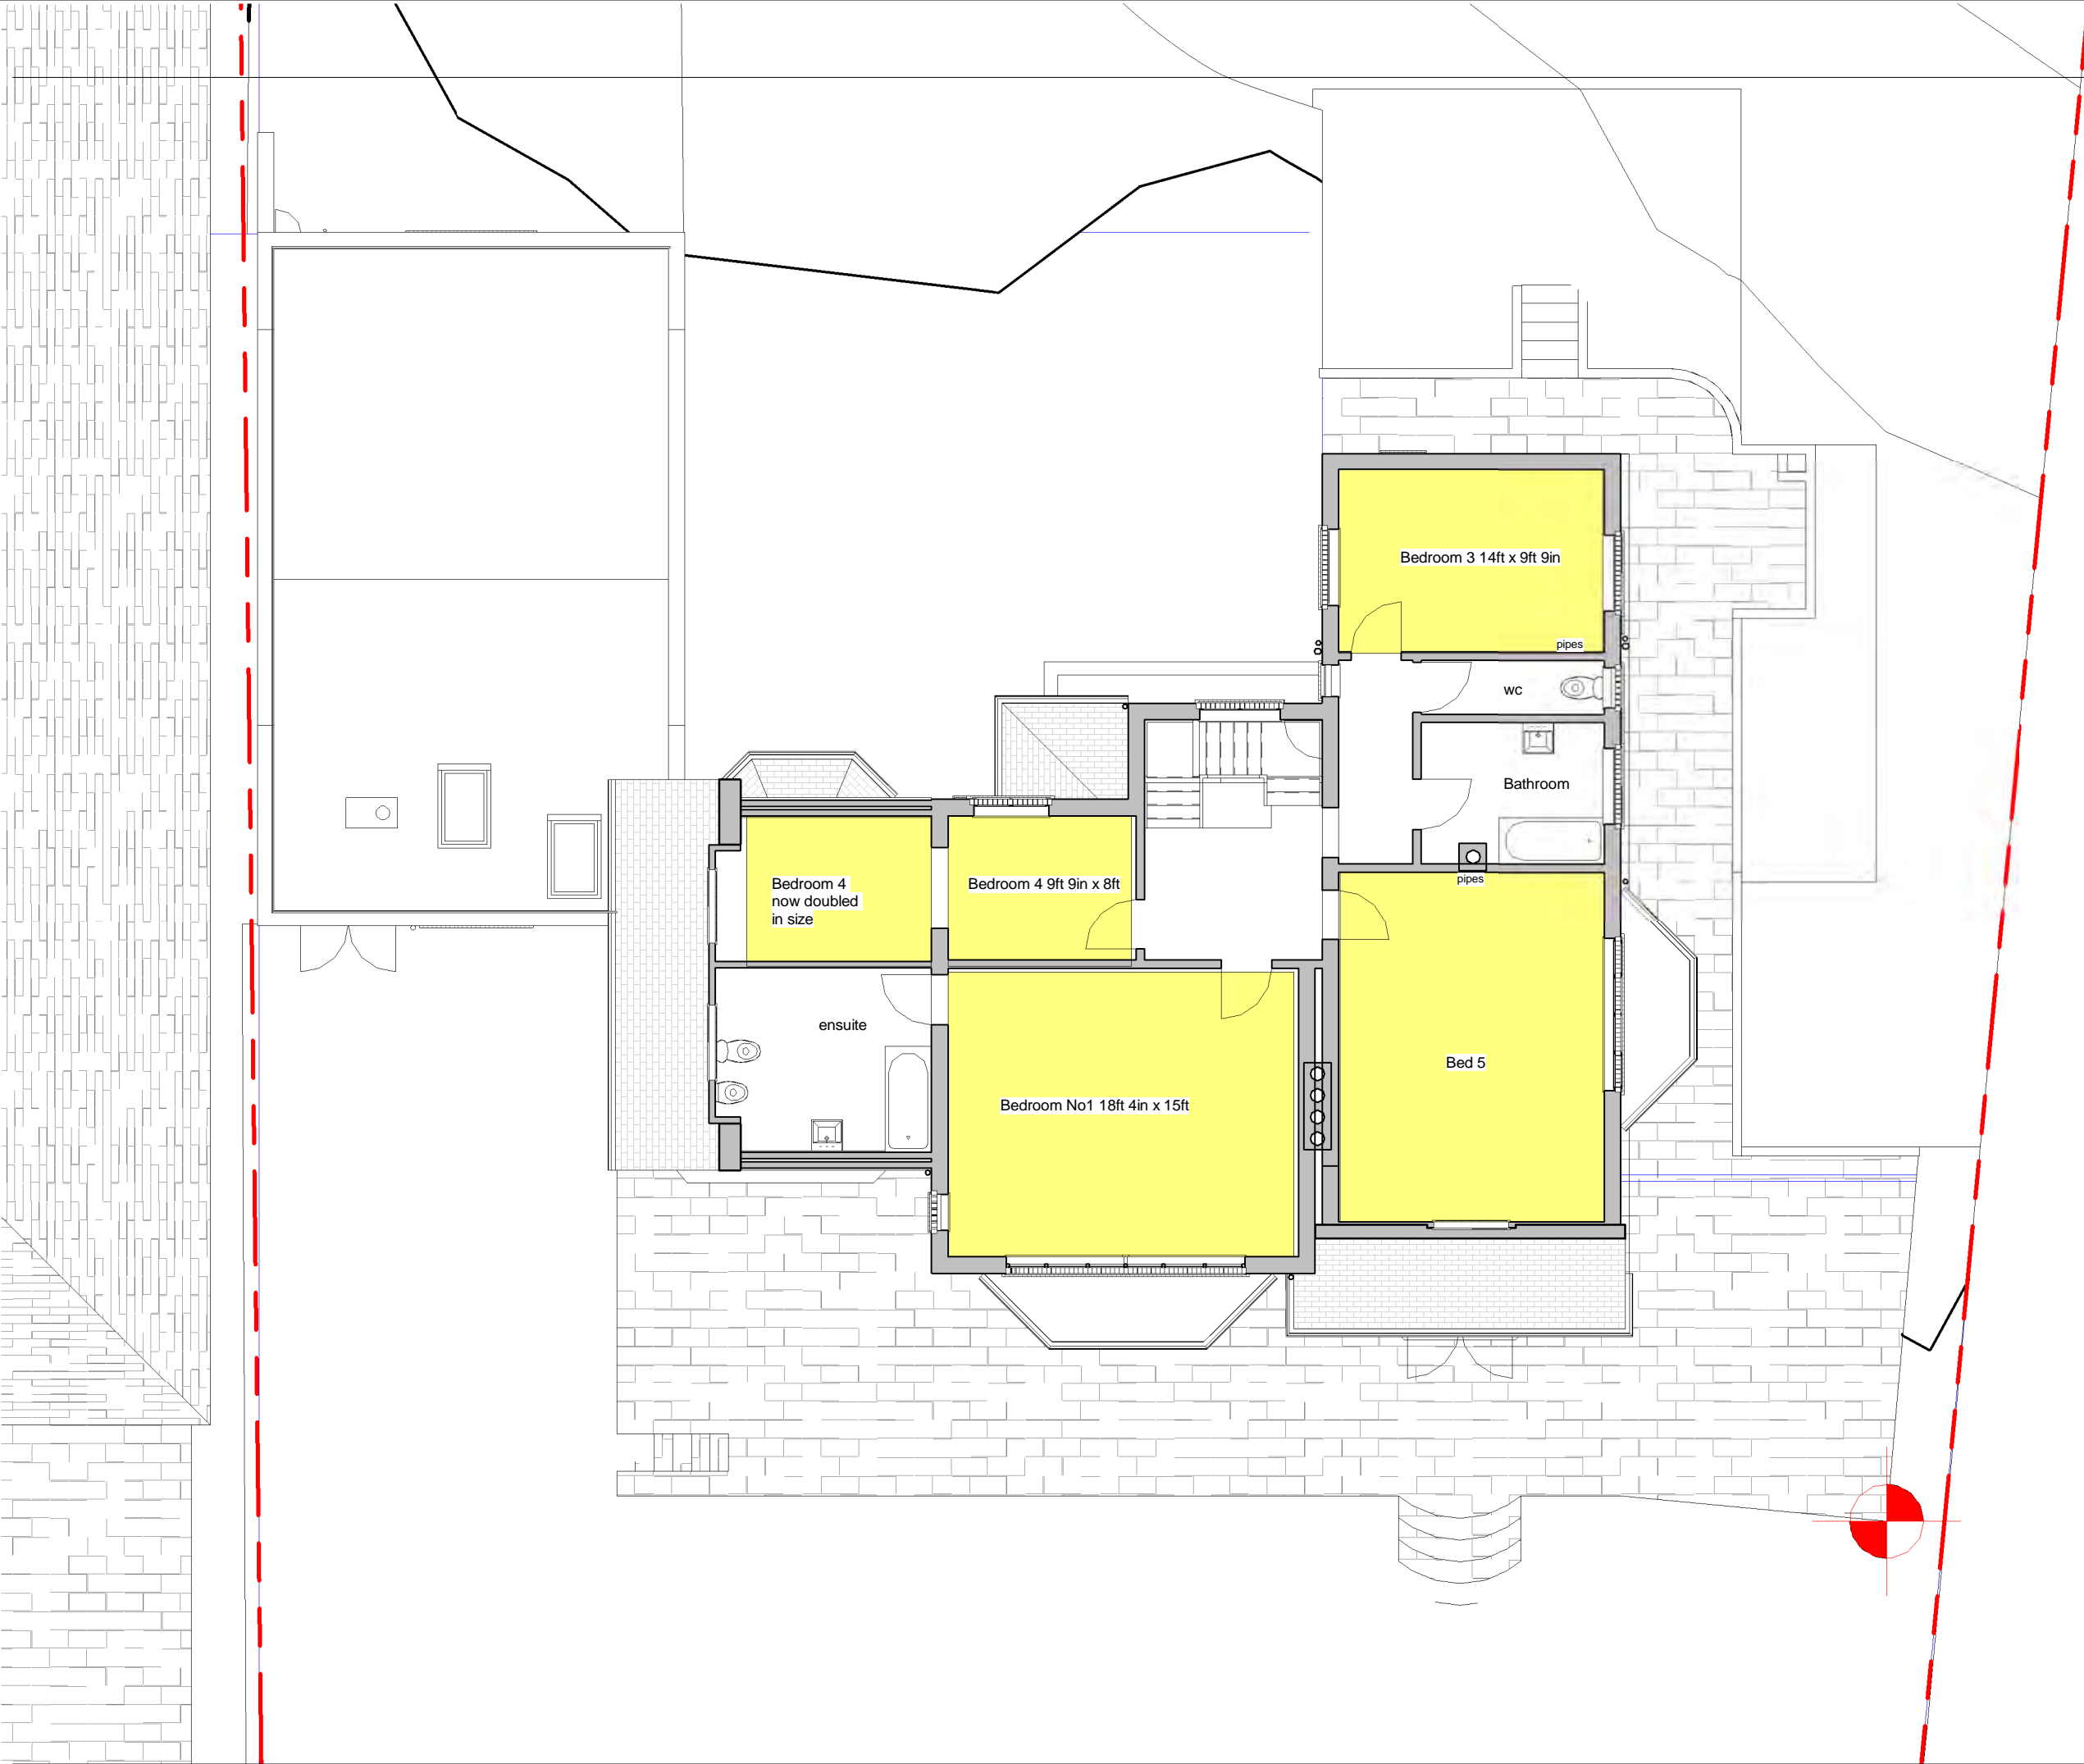 Bedroom 3 14ft x 9ft 9in
pipes
wc
Bathroom
pipes
Bedroom 4
now doubled
in size
Bedroom 4 9ft 9in x 8ft
ensuite
Bed 5
Bedroom No1 18ft 4in x 15ft